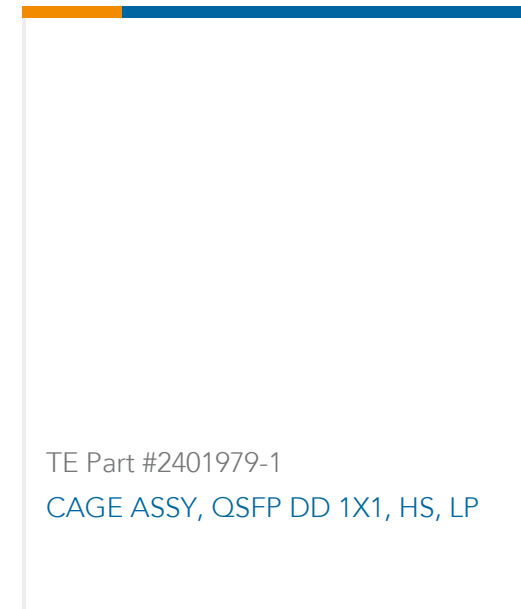 TE Part #2401979-1
CAGE ASSY, QSFP DD 1X1, HS, LP